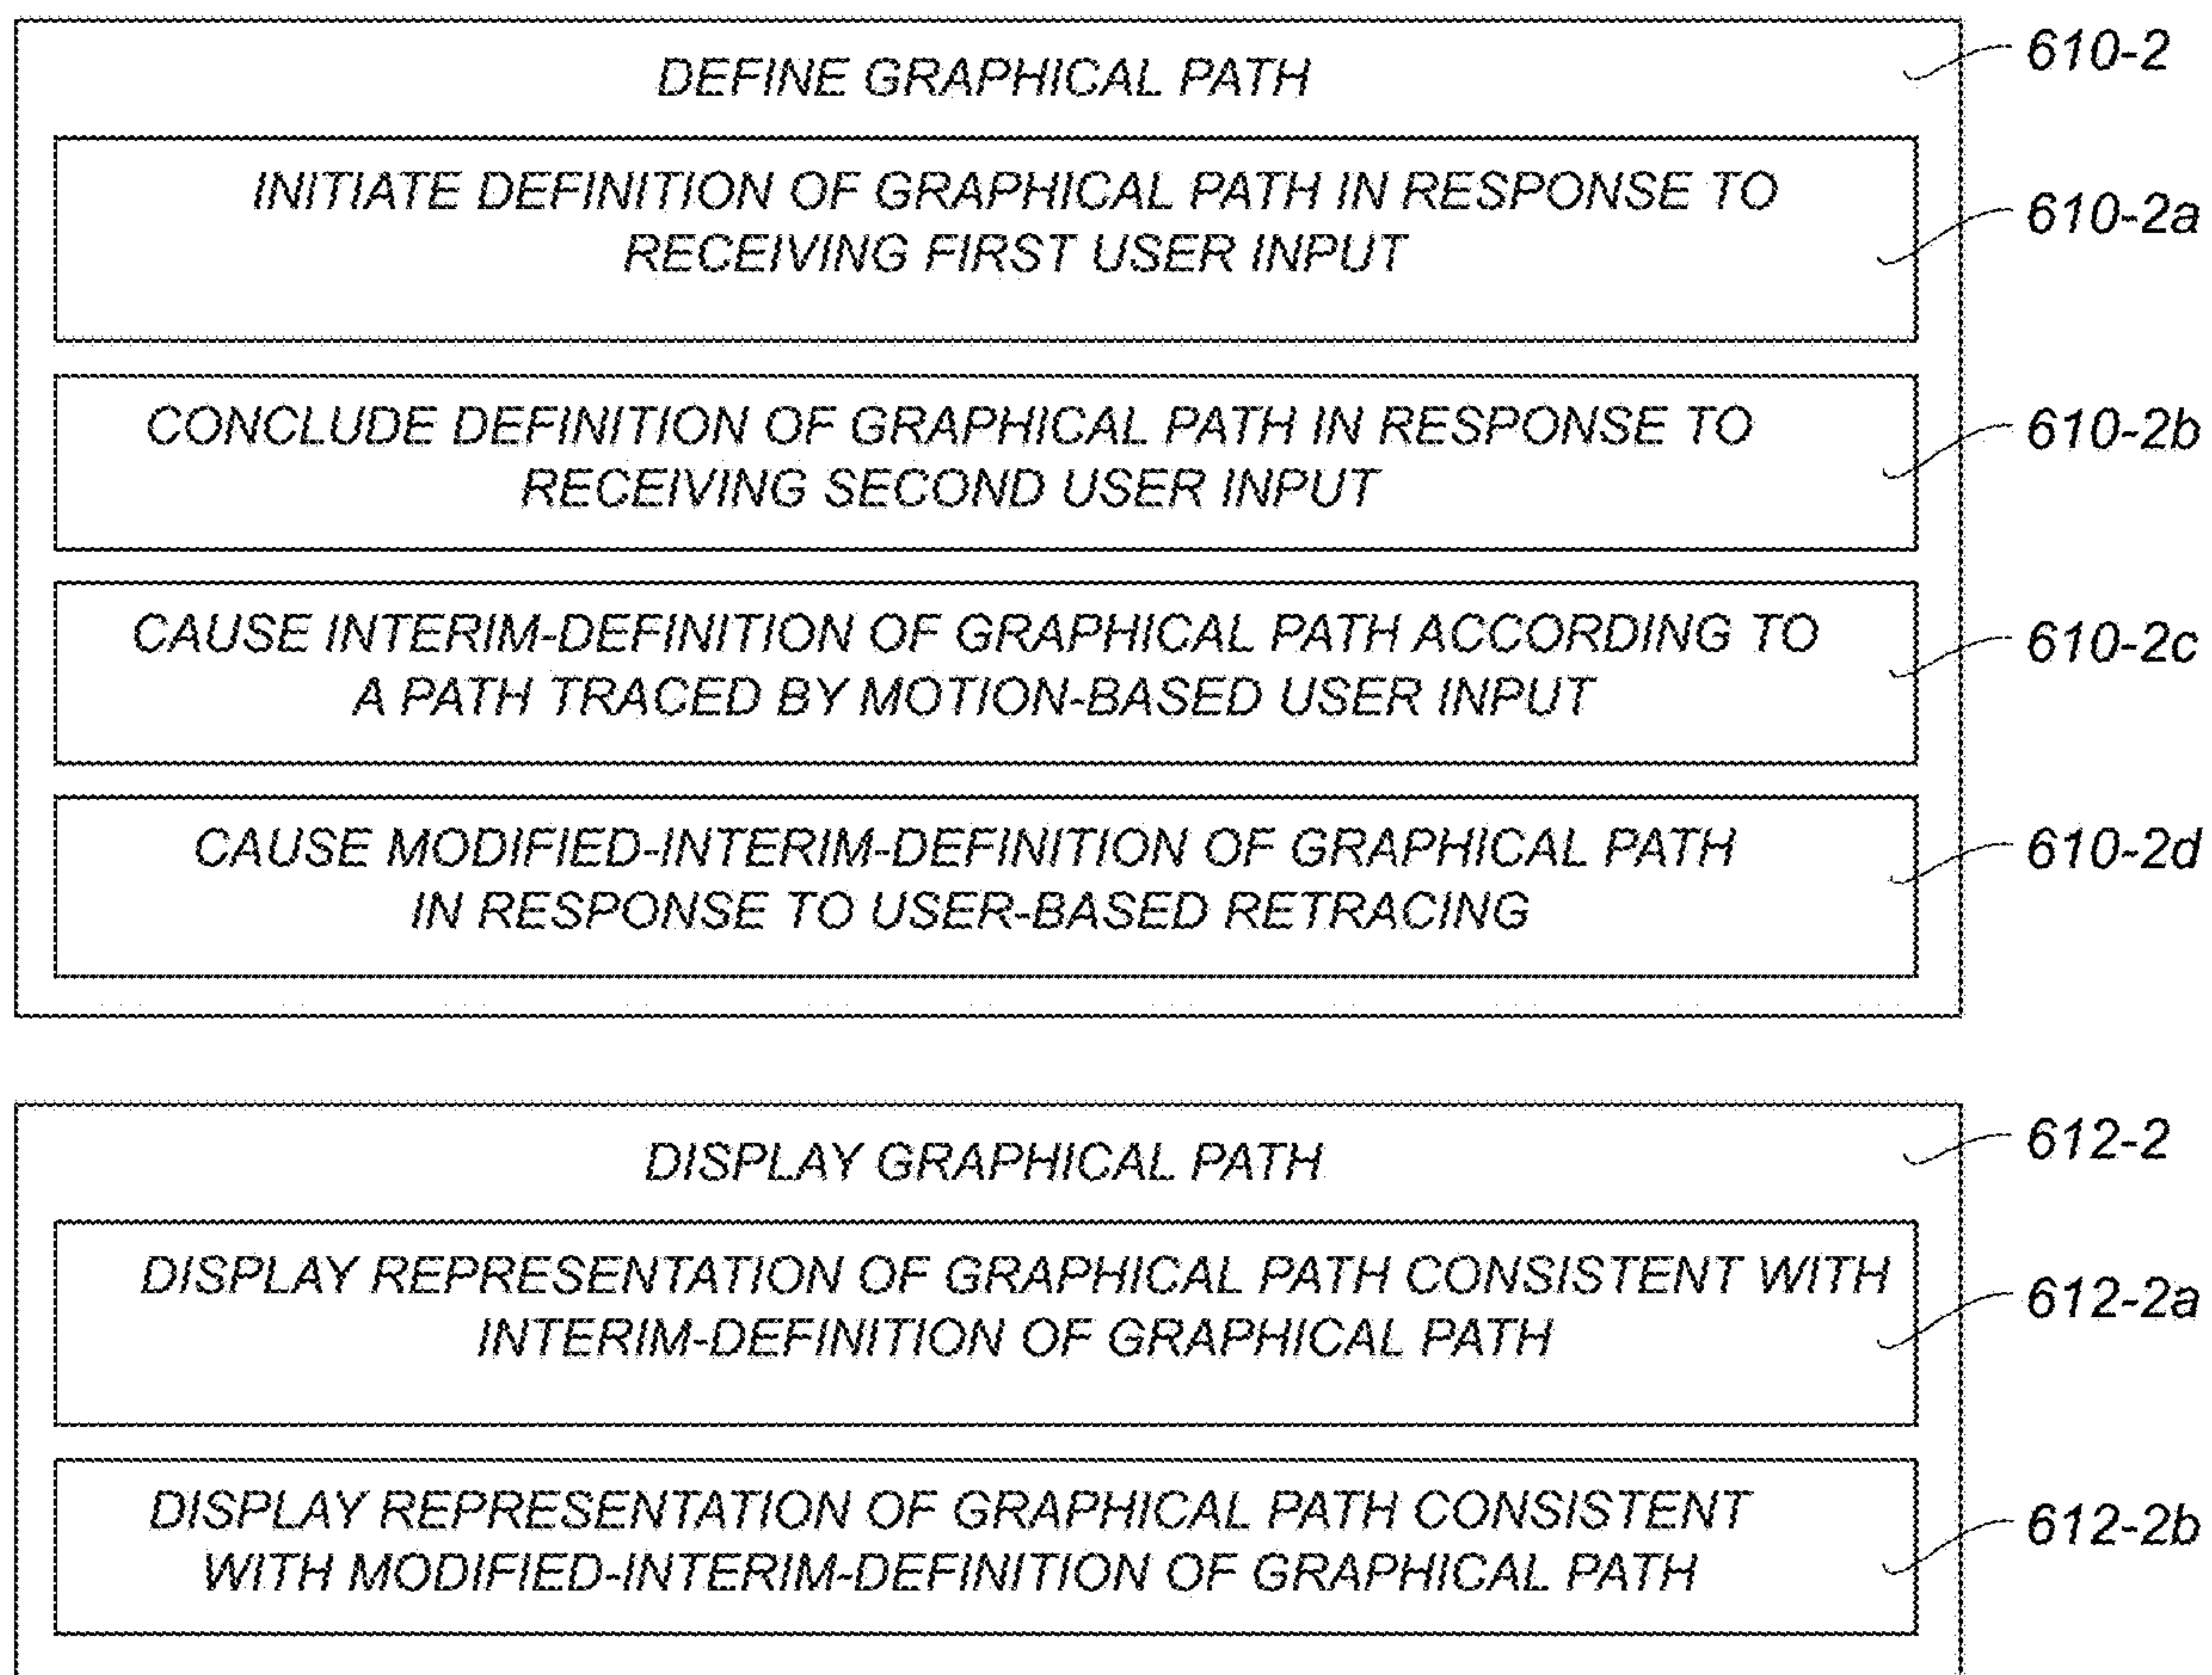 DEFINE GRAPHICAL PATH
610-2
INITIATE DEFINITION OF GRAPHICAL PATH IN RESPONSE TO
RECEIVING FIRST USER INPUT
610-2a
CONCLUDE DEFINITION OF GRAPHICAL PATH IN RESPONSE TO
RECEIVING SECOND USER INPUT
610-2b
CAUSE INTERIM-DEFINITION OF GRAPHICAL PATH ACCORDING TO
A PATH TRACED BY MOTION-BASED USER INPUT
610-2c
CAUSE MODIFIED-INTERIM-DEFINITION OF GRAPHICAL PATH
IN RESPONSE TO USER-BASED RETRACING
610-2d
DISPLAY GRAPHICAL PATH
612-2
DISPLAY REPRESENTATION OF GRAPHICAL PATH CONSISTENT WITH
INTERIM-DEFINITION OF GRAPHICAL PATH
612-2a
DISPLAY REPRESENTATION OF GRAPHICAL PATH CONSISTENT
WITH MODIFIED-INTERIM-DEFINITION OF GRAPHICAL PATH
612-2b